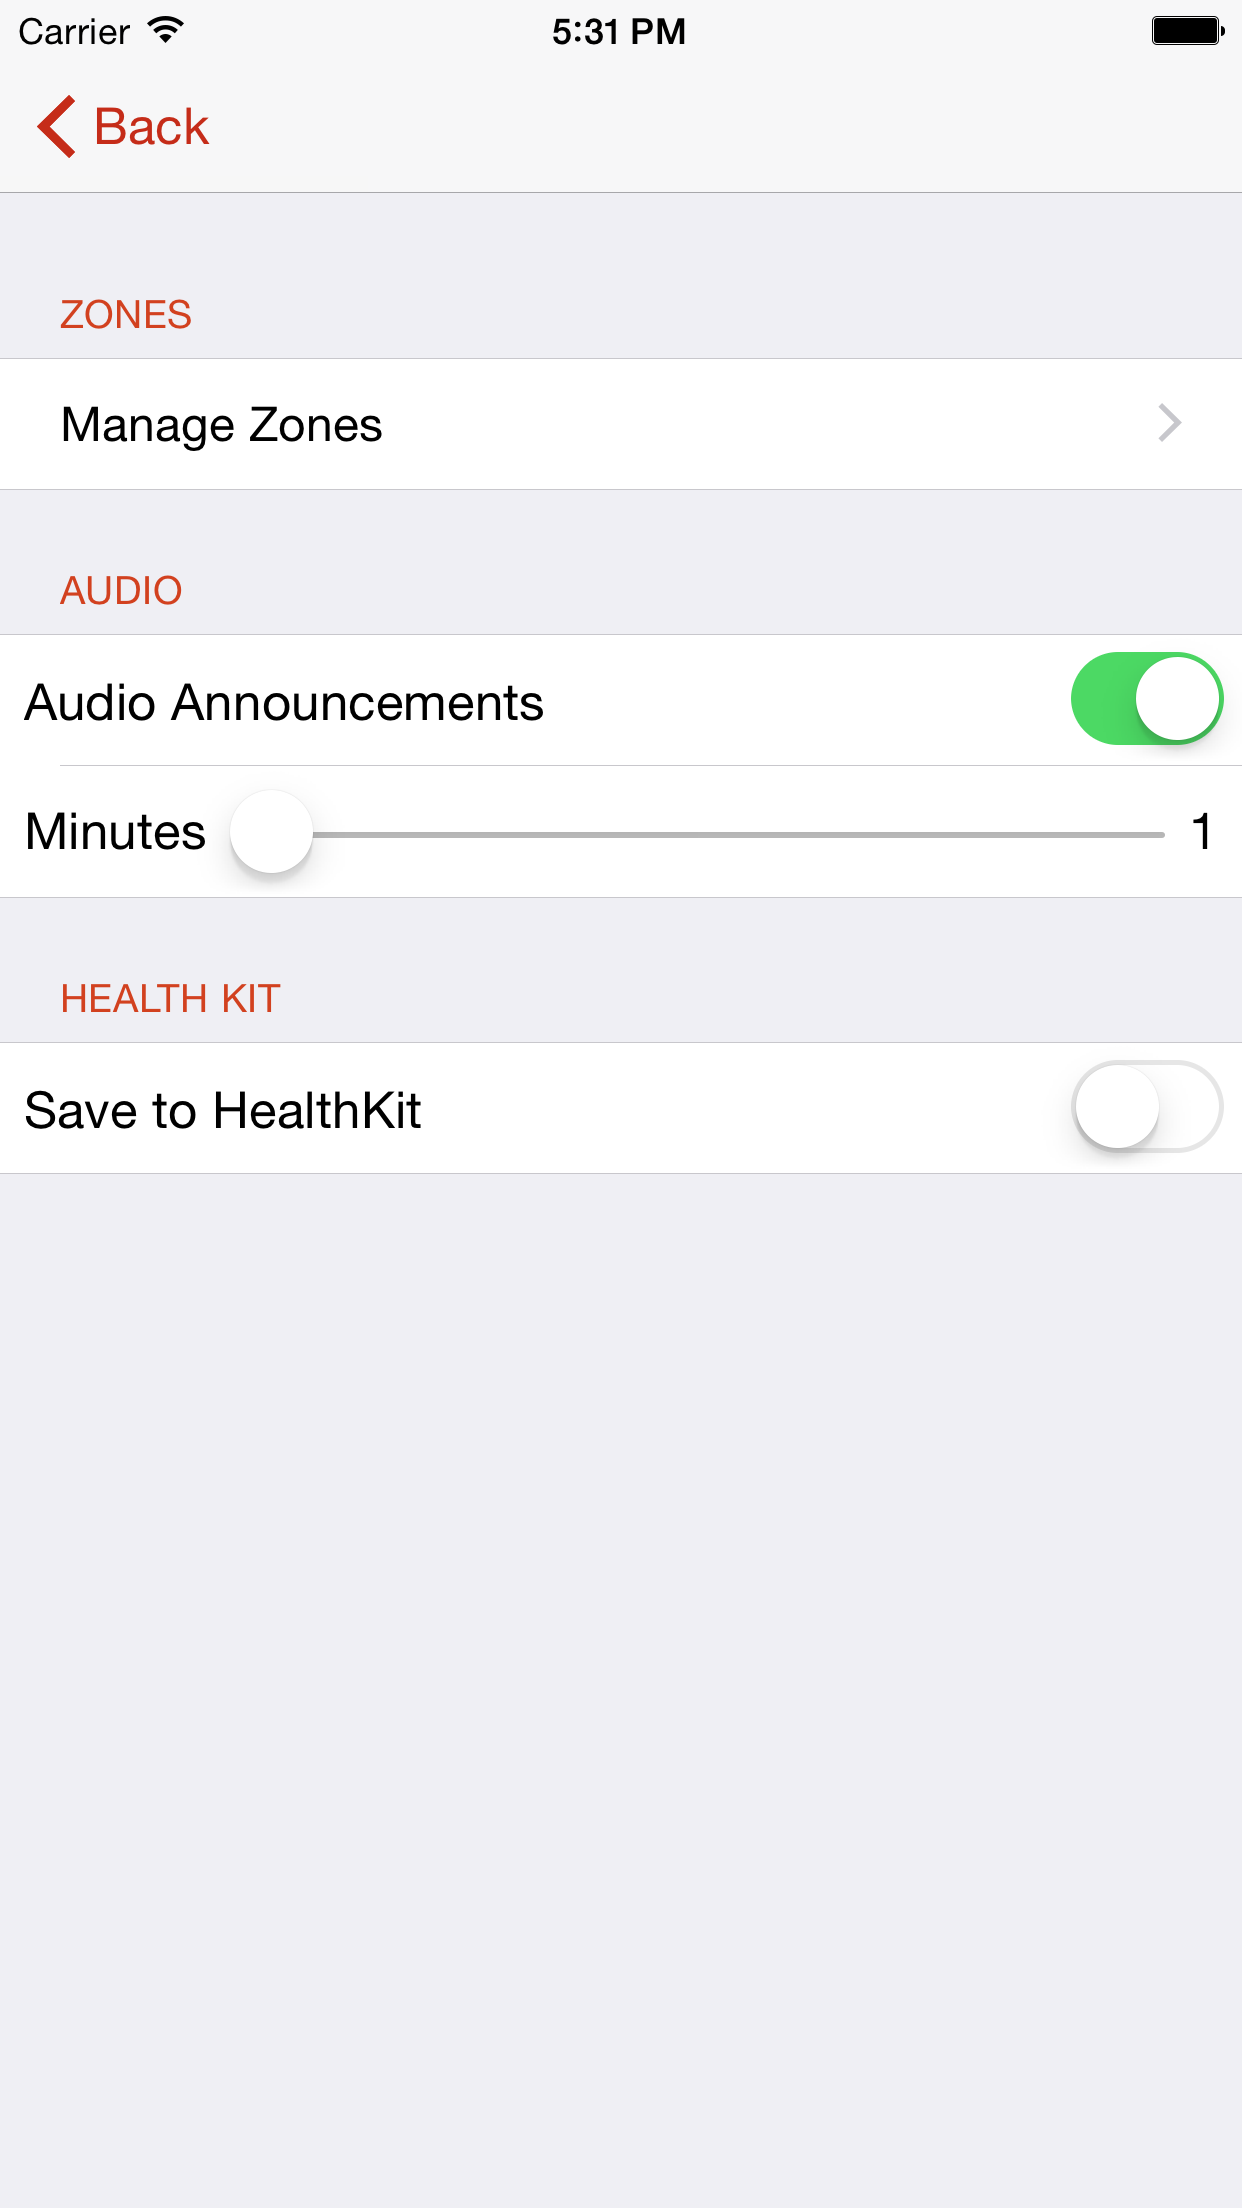 Carrier 5:31 PM
Back
ZONES
Manage Zones
AUDIO
Audio Announcements
Minutes 1
HEALTH KIT
Save to HealthKit